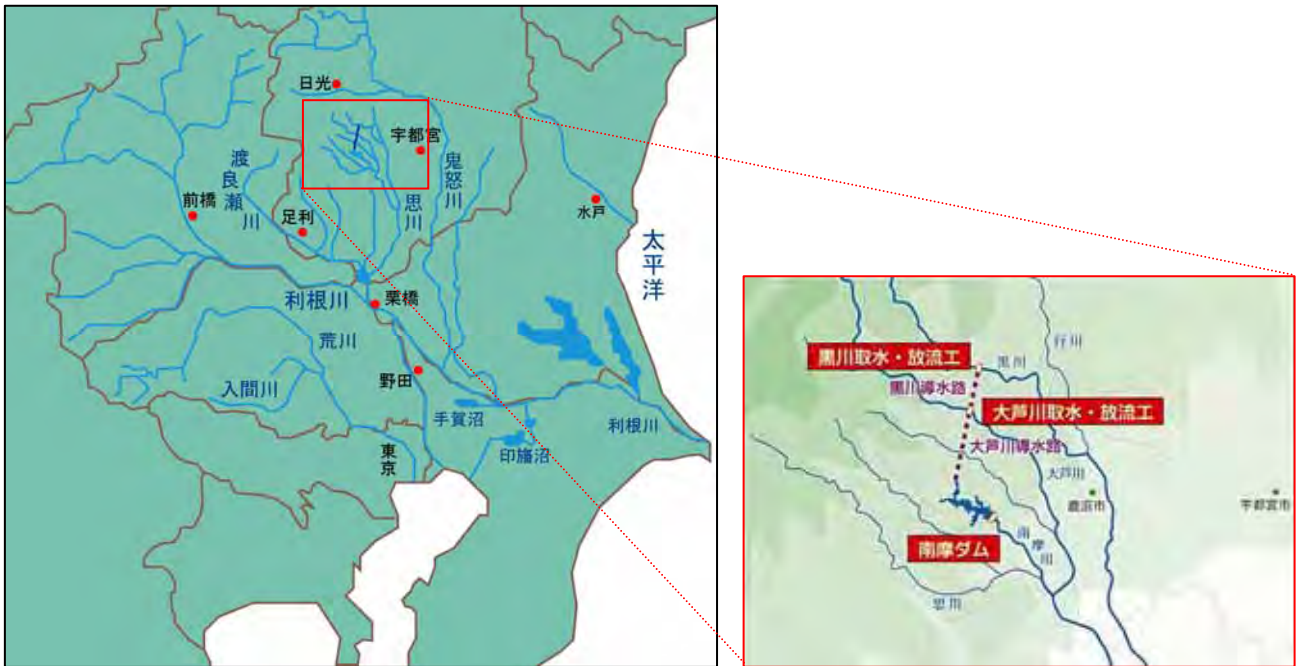 日光
宇都宮
渡良瀬川
鬼怒川
思川
前橋
足利
水戸
太平洋
利根川
栗橋
荒川
野田
入間川
手賀沼
利根川
印旛沼
東京
行川
黒川取水・放流工
黒川
黒川導水路
大芦川取水・放流工
大芦川導水路
大芦川
鹿沼市
宇都宮市
南摩川
南摩ダム
思川